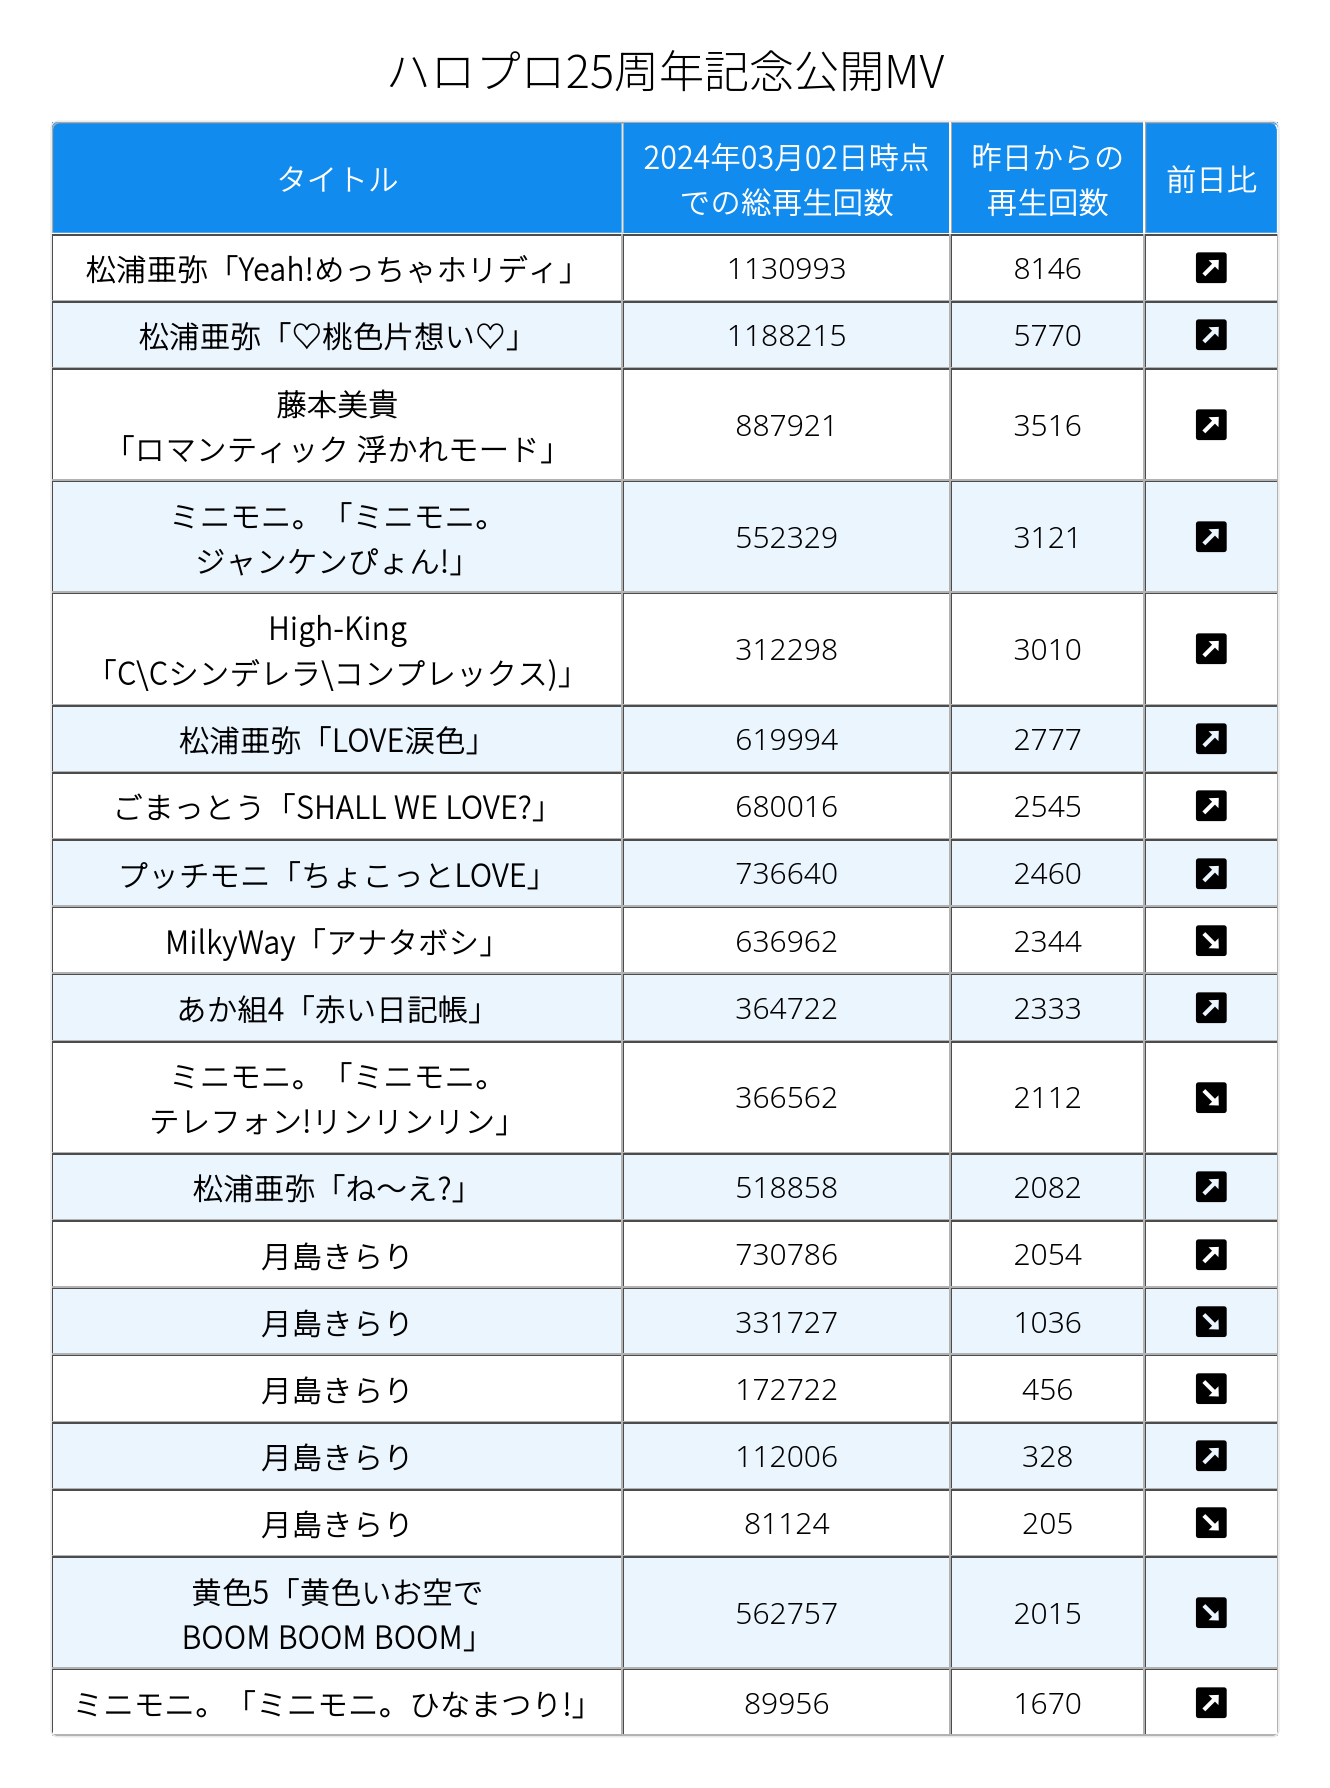 ハロプロ25周年記念公開MV
タイトル
2024年03月02日時点
での総再生回数
昨日からの
再生回数
前日比
松浦亜弥「Yeah!めっちゃホリディ」
1130993
8146
松浦亜弥「♡桃色片想い♡」
1188215
5770
藤本美貴
「ロマンティック 浮かれモード」
887921
3516
ミニモニ。「ミニモニ。
ジャンケンぴょん!」
552329
3121
High-King
「C\Cシンデレラ\コンプレックス)」
312298
3010
松浦亜弥「LOVE涙色」
619994
2777
ごまっとう「SHALL WE LOVE?」
680016
2545
プッチモニ「ちょこっとLOVE」
736640
2460
MilkyWay「アナタボシ」
636962
2344
あか組4「赤い日記帳」
364722
2333
ミニモニ。「ミニモニ。
テレフォン!リンリンリン」
366562
2112
松浦亜弥「ね〜え?」
518858
2082
月島きらり
730786
2054
月島きらり
331727
1036
月島きらり
172722
456
月島きらり
112006
328
月島きらり
81124
205
黄色5「黄色いお空で
BOOM BOOM BOOM」
562757
2015
ミニモニ。「ミニモニ。ひなまつり!」
89956
1670